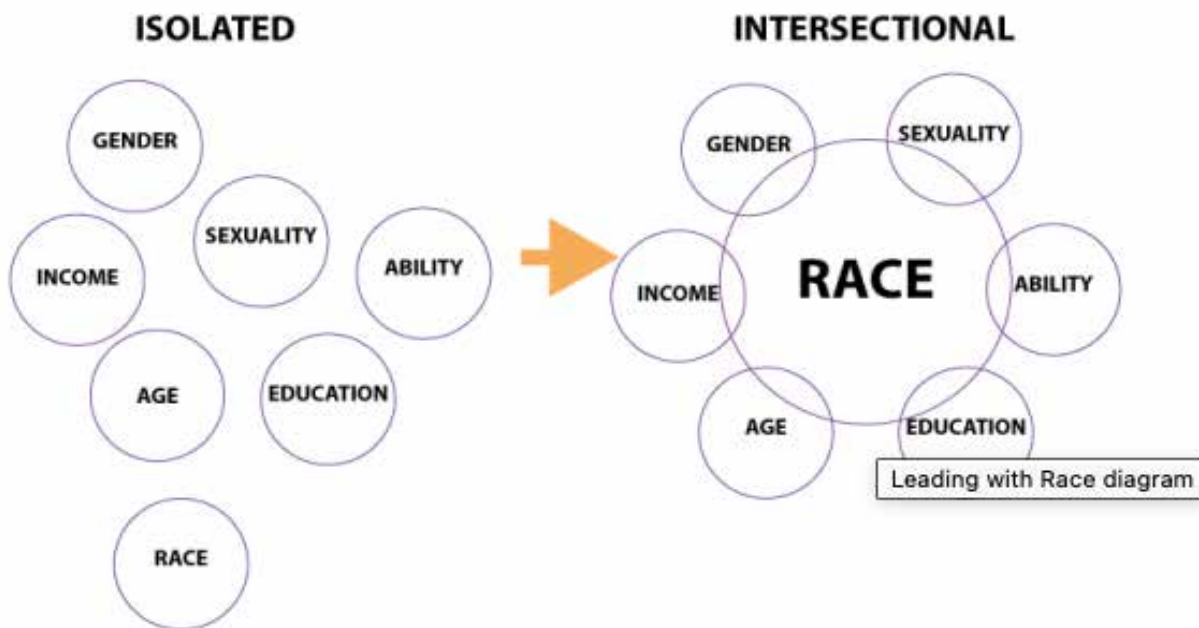 ISOLATED
GENDER
SEXUALITY
INCOME
ABILITY
AGE
EDUCATION
RACE
INTERSECTIONAL
GENDER
SEXUALITY
INCOME
RACE
ABILITY
AGE
EDUCATION
Leading with Race diagram